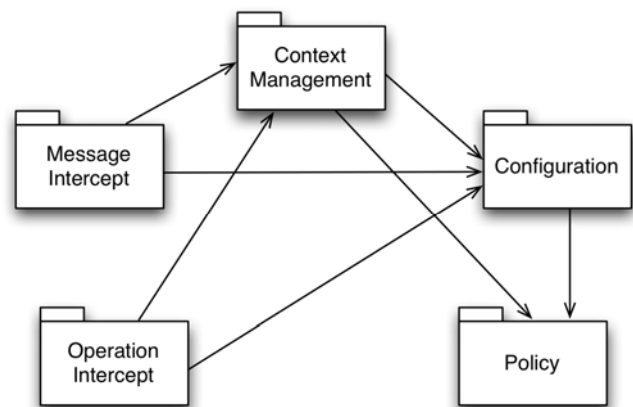 Context
Management
Message
Intercept
Configuration
Operation
Intercept
Policy